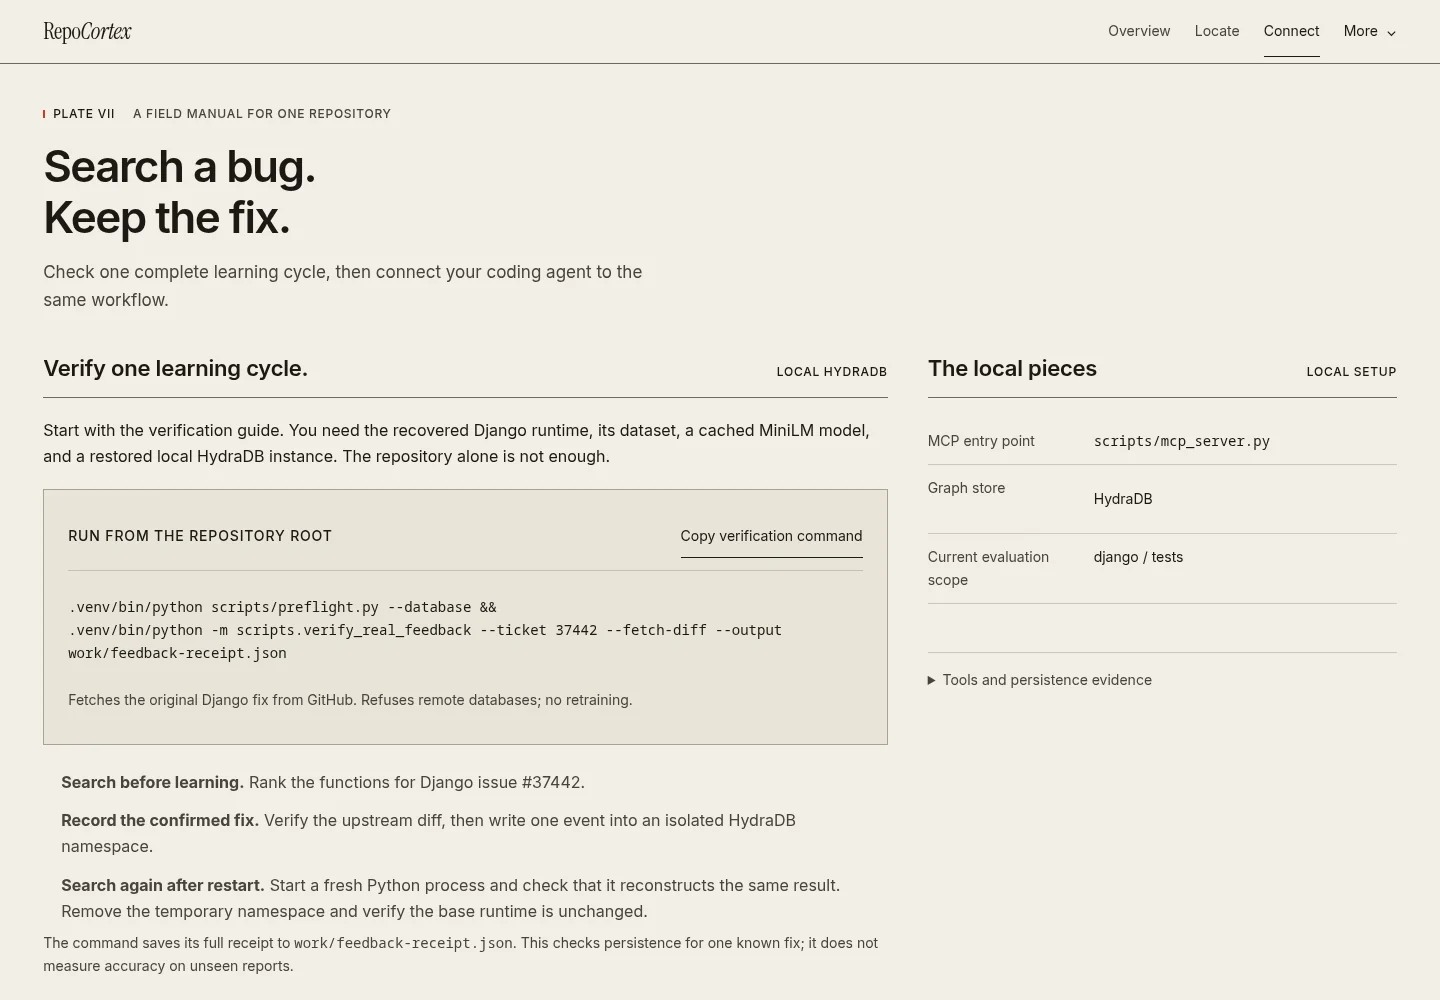 RepoCortex
Overview Locate Connect More
PLATE VII A FIELD MANUAL FOR ONE REPOSITORY
Search a bug.
Keep the fix.
Check one complete learning cycle, then connect your coding agent to the
same workflow.
Verify one learning cycle. LOCAL HYDRADB
Start with the verification guide. You need the recovered Django runtime, its dataset, a cached MiniLM model,
and a restored local HydraDB instance. The repository alone is not enough.
RUN FROM THE REPOSITORY ROOT Copy verification command
.venv/bin/python scripts/preflight.py --database &&
.venv/bin/python -m scripts.verify_real_feedback --ticket 37442 --fetch-diff --output
work/feedback-receipt.json
Fetches the original Django fix from GitHub. Refuses remote databases; no retraining.
Search before learning. Rank the functions for Django issue #37442.
Record the confirmed fix. Verify the upstream diff, then write one event into an isolated HydraDB
namespace.
Search again after restart. Start a fresh Python process and check that it reconstructs the same result.
Remove the temporary namespace and verify the base runtime is unchanged.
The command saves its full receipt to work/feedback-receipt.json. This checks persistence for one known fix; it does not
measure accuracy on unseen reports.
The local pieces LOCAL SETUP
MCP entry point scripts/mcp_server.py
Graph store HydraDB
Current evaluation django / tests
scope
Tools and persistence evidence